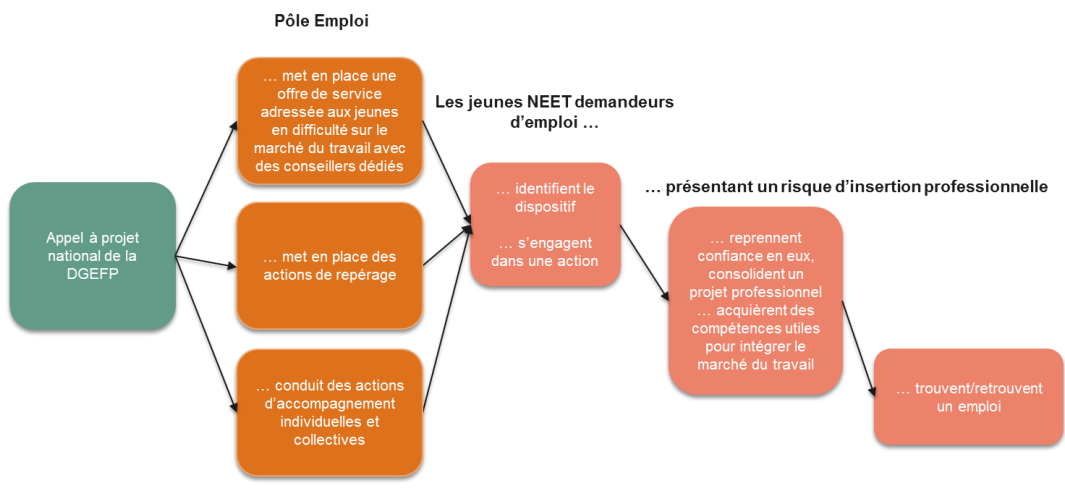 Pôle Emploi
… met en place une
offre de service
adressée aux jeunes
en difficulté sur le
marché du travail avec
des conseillers dédiés
Les jeunes NEET demandeurs
d’emploi …
… présentant un risque d’insertion professionnelle
Appel à projet
national de la
DGEFP
… met en place des
actions de repérage
… conduit des actions
d’accompagnement
individuelles et
collectives
… identifient le
dispositif
… s’engagent
dans une action
… reprennent
confiance en eux,
consolident un
projet professionnel
… acquièrent des
compétences utiles
pour intégrer le
marché du travail
… trouvent/retrouvent
un emploi